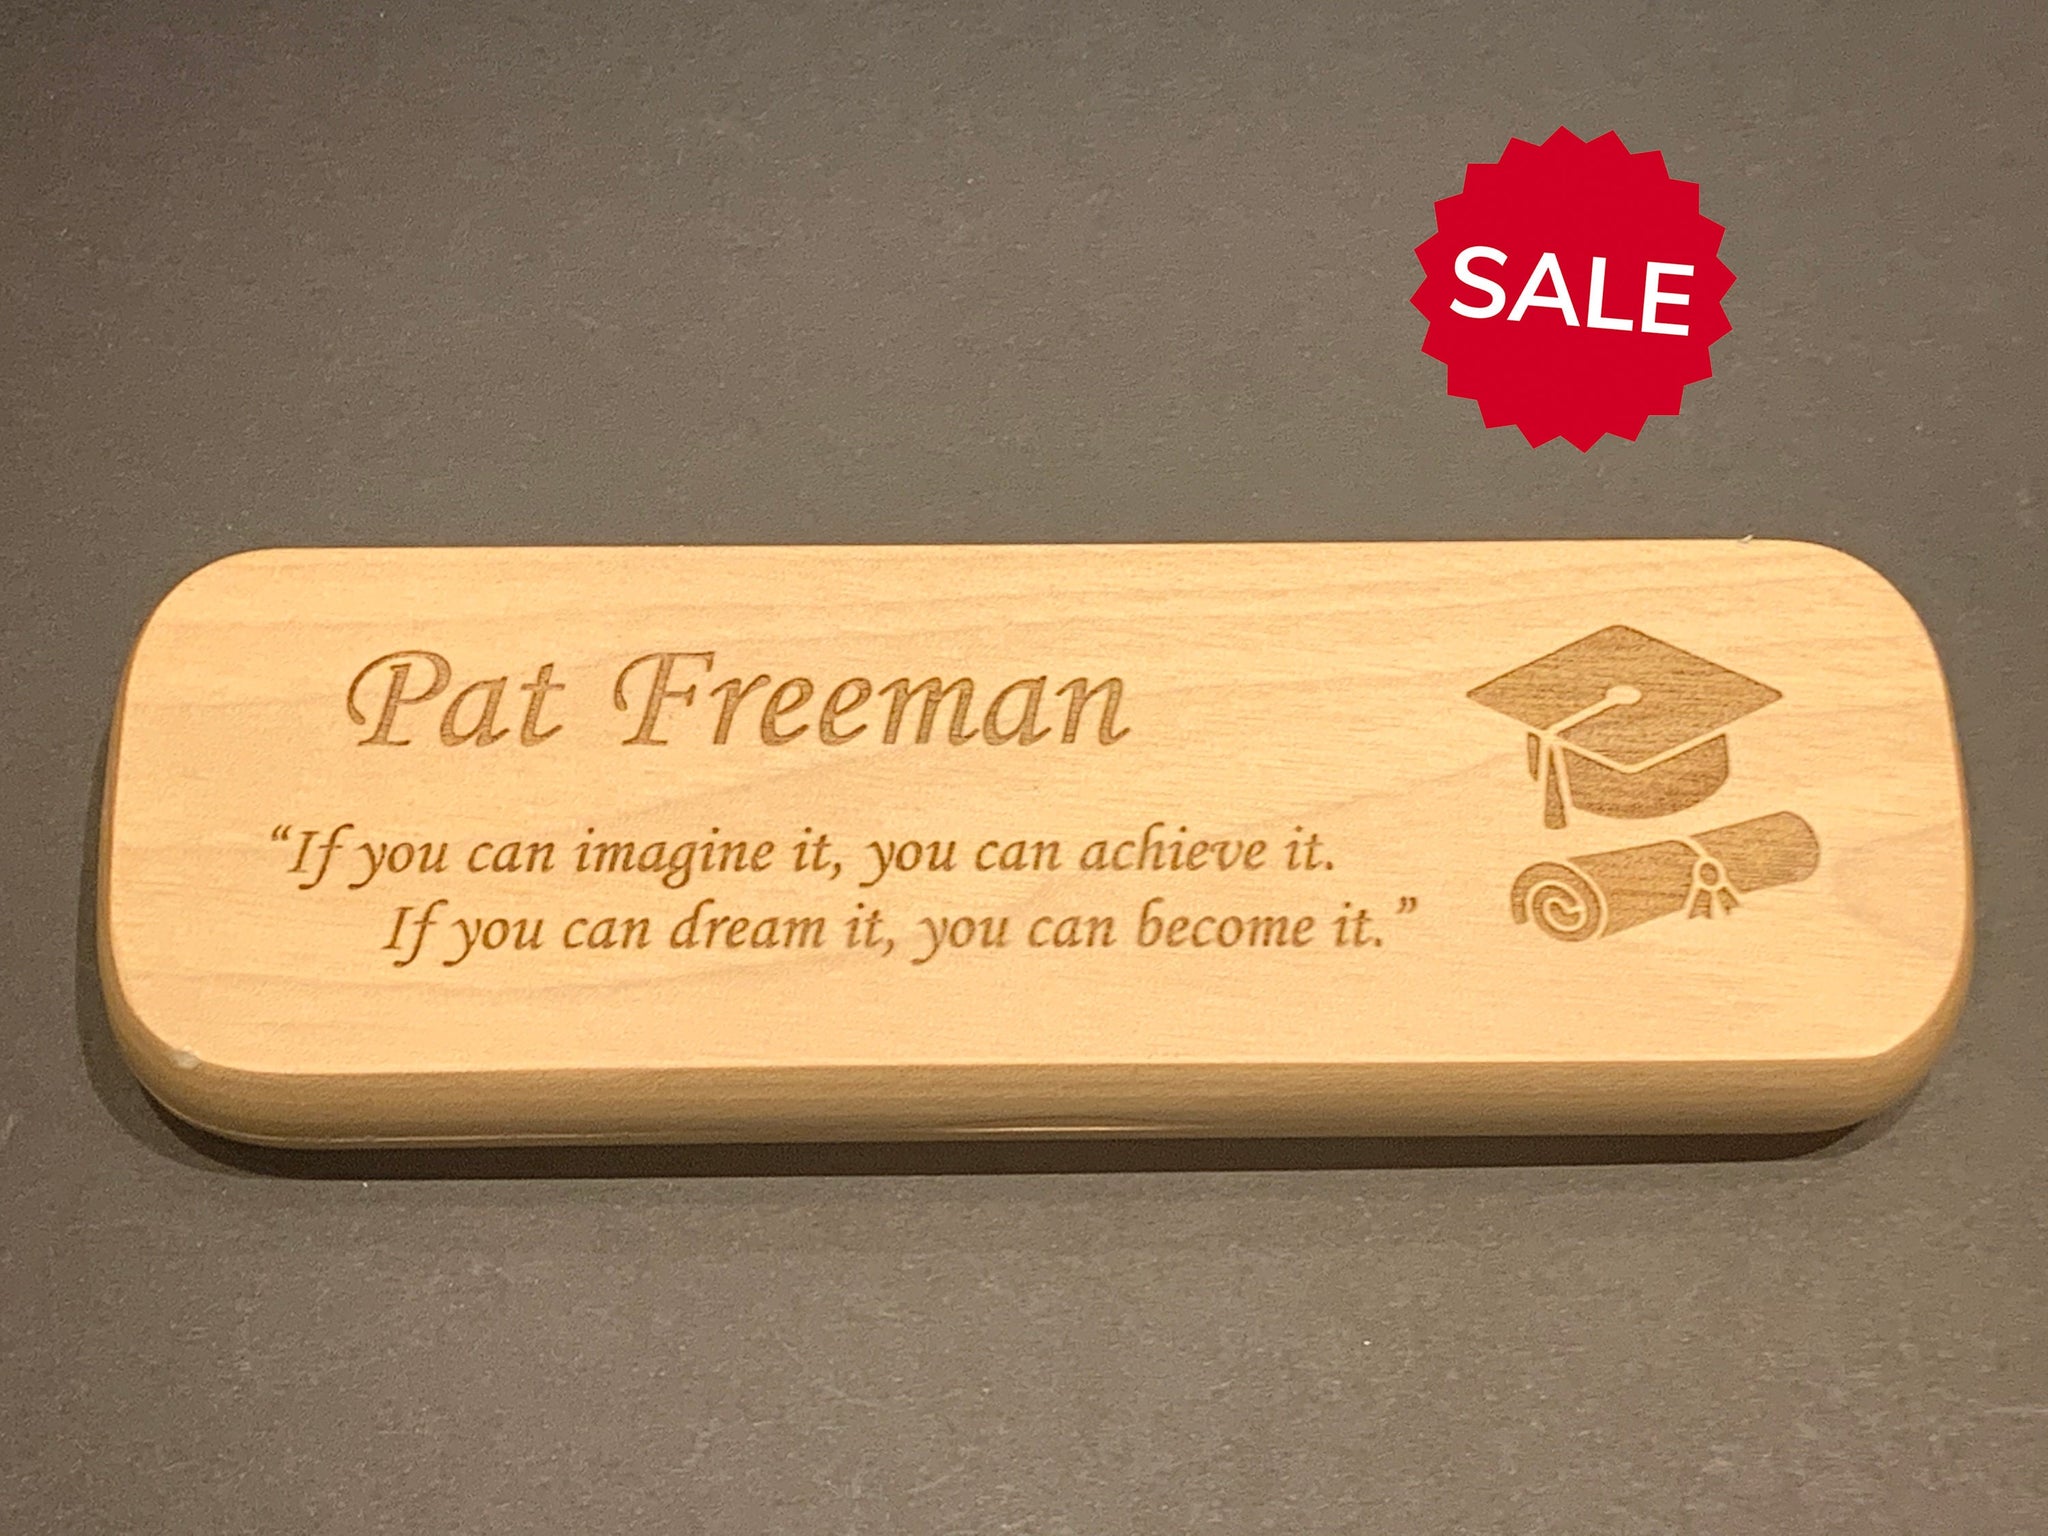 SALE
Pat Freeman
“If you can imagine it, you can achieve it.
If you can dream it, you can become it.”